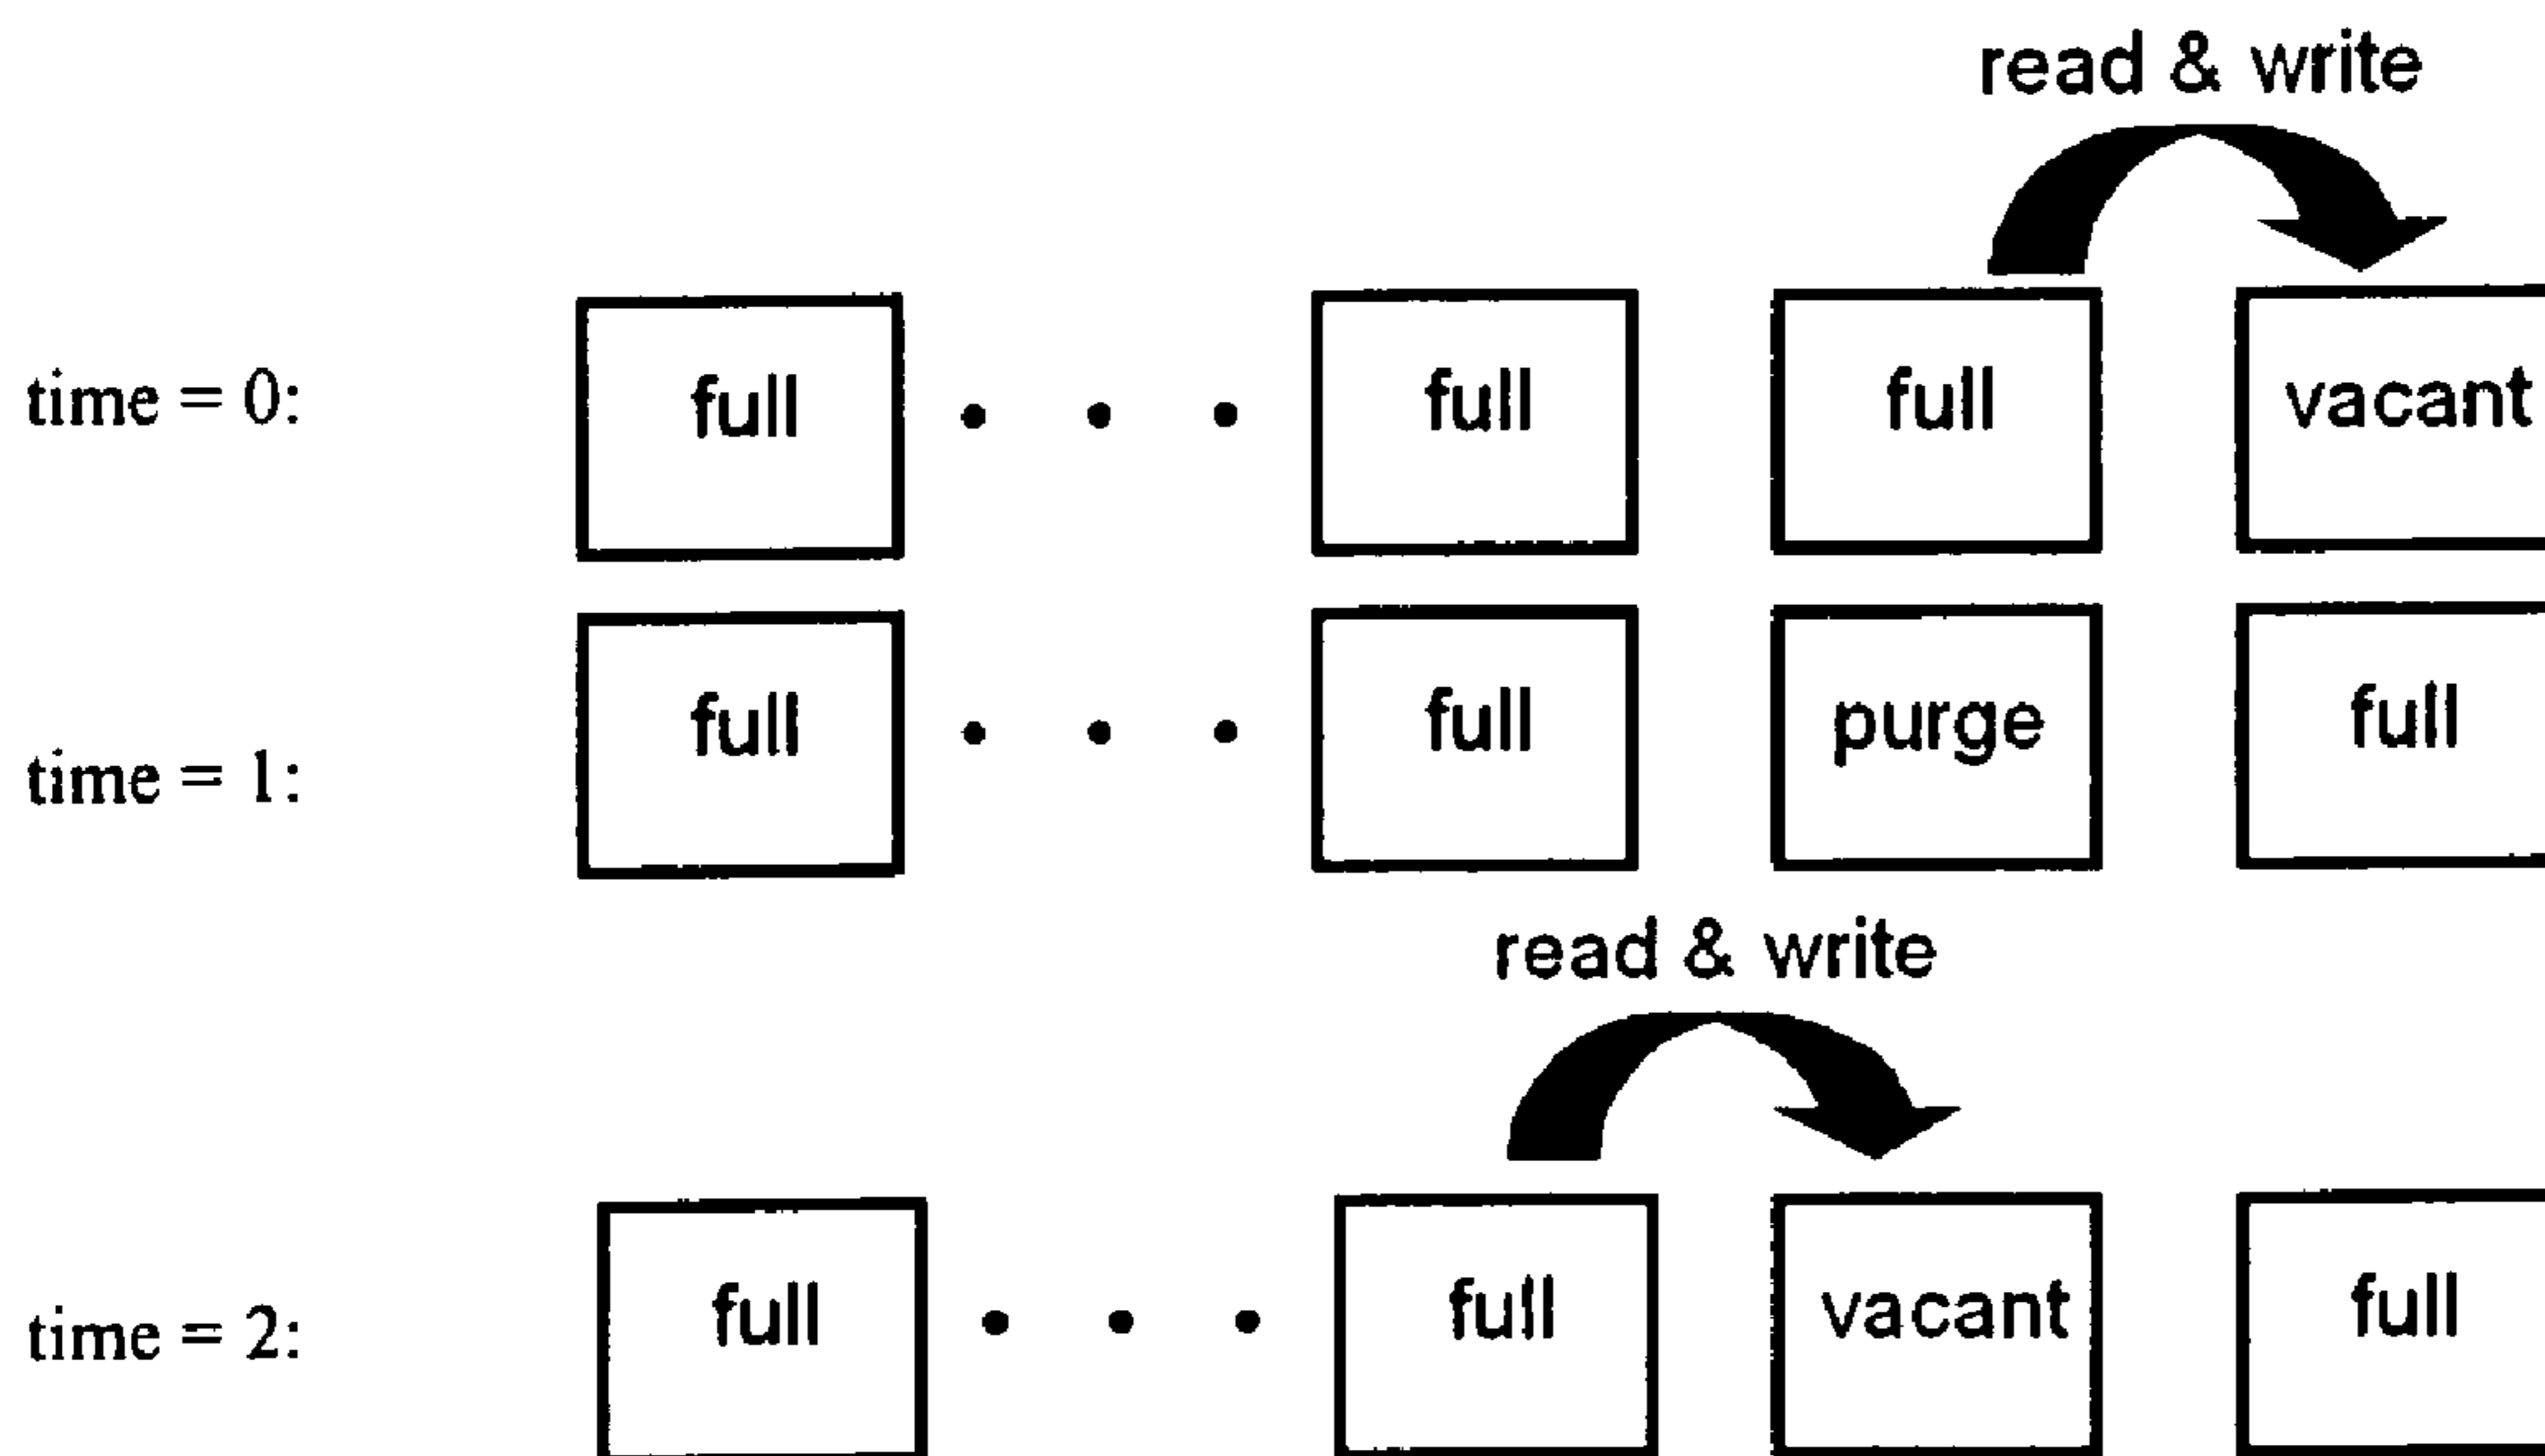 read & write
time = 0: full • • • full full vacant
time = 1: full • • • full purge full
read & write
time = 2: full • • • full vacant full